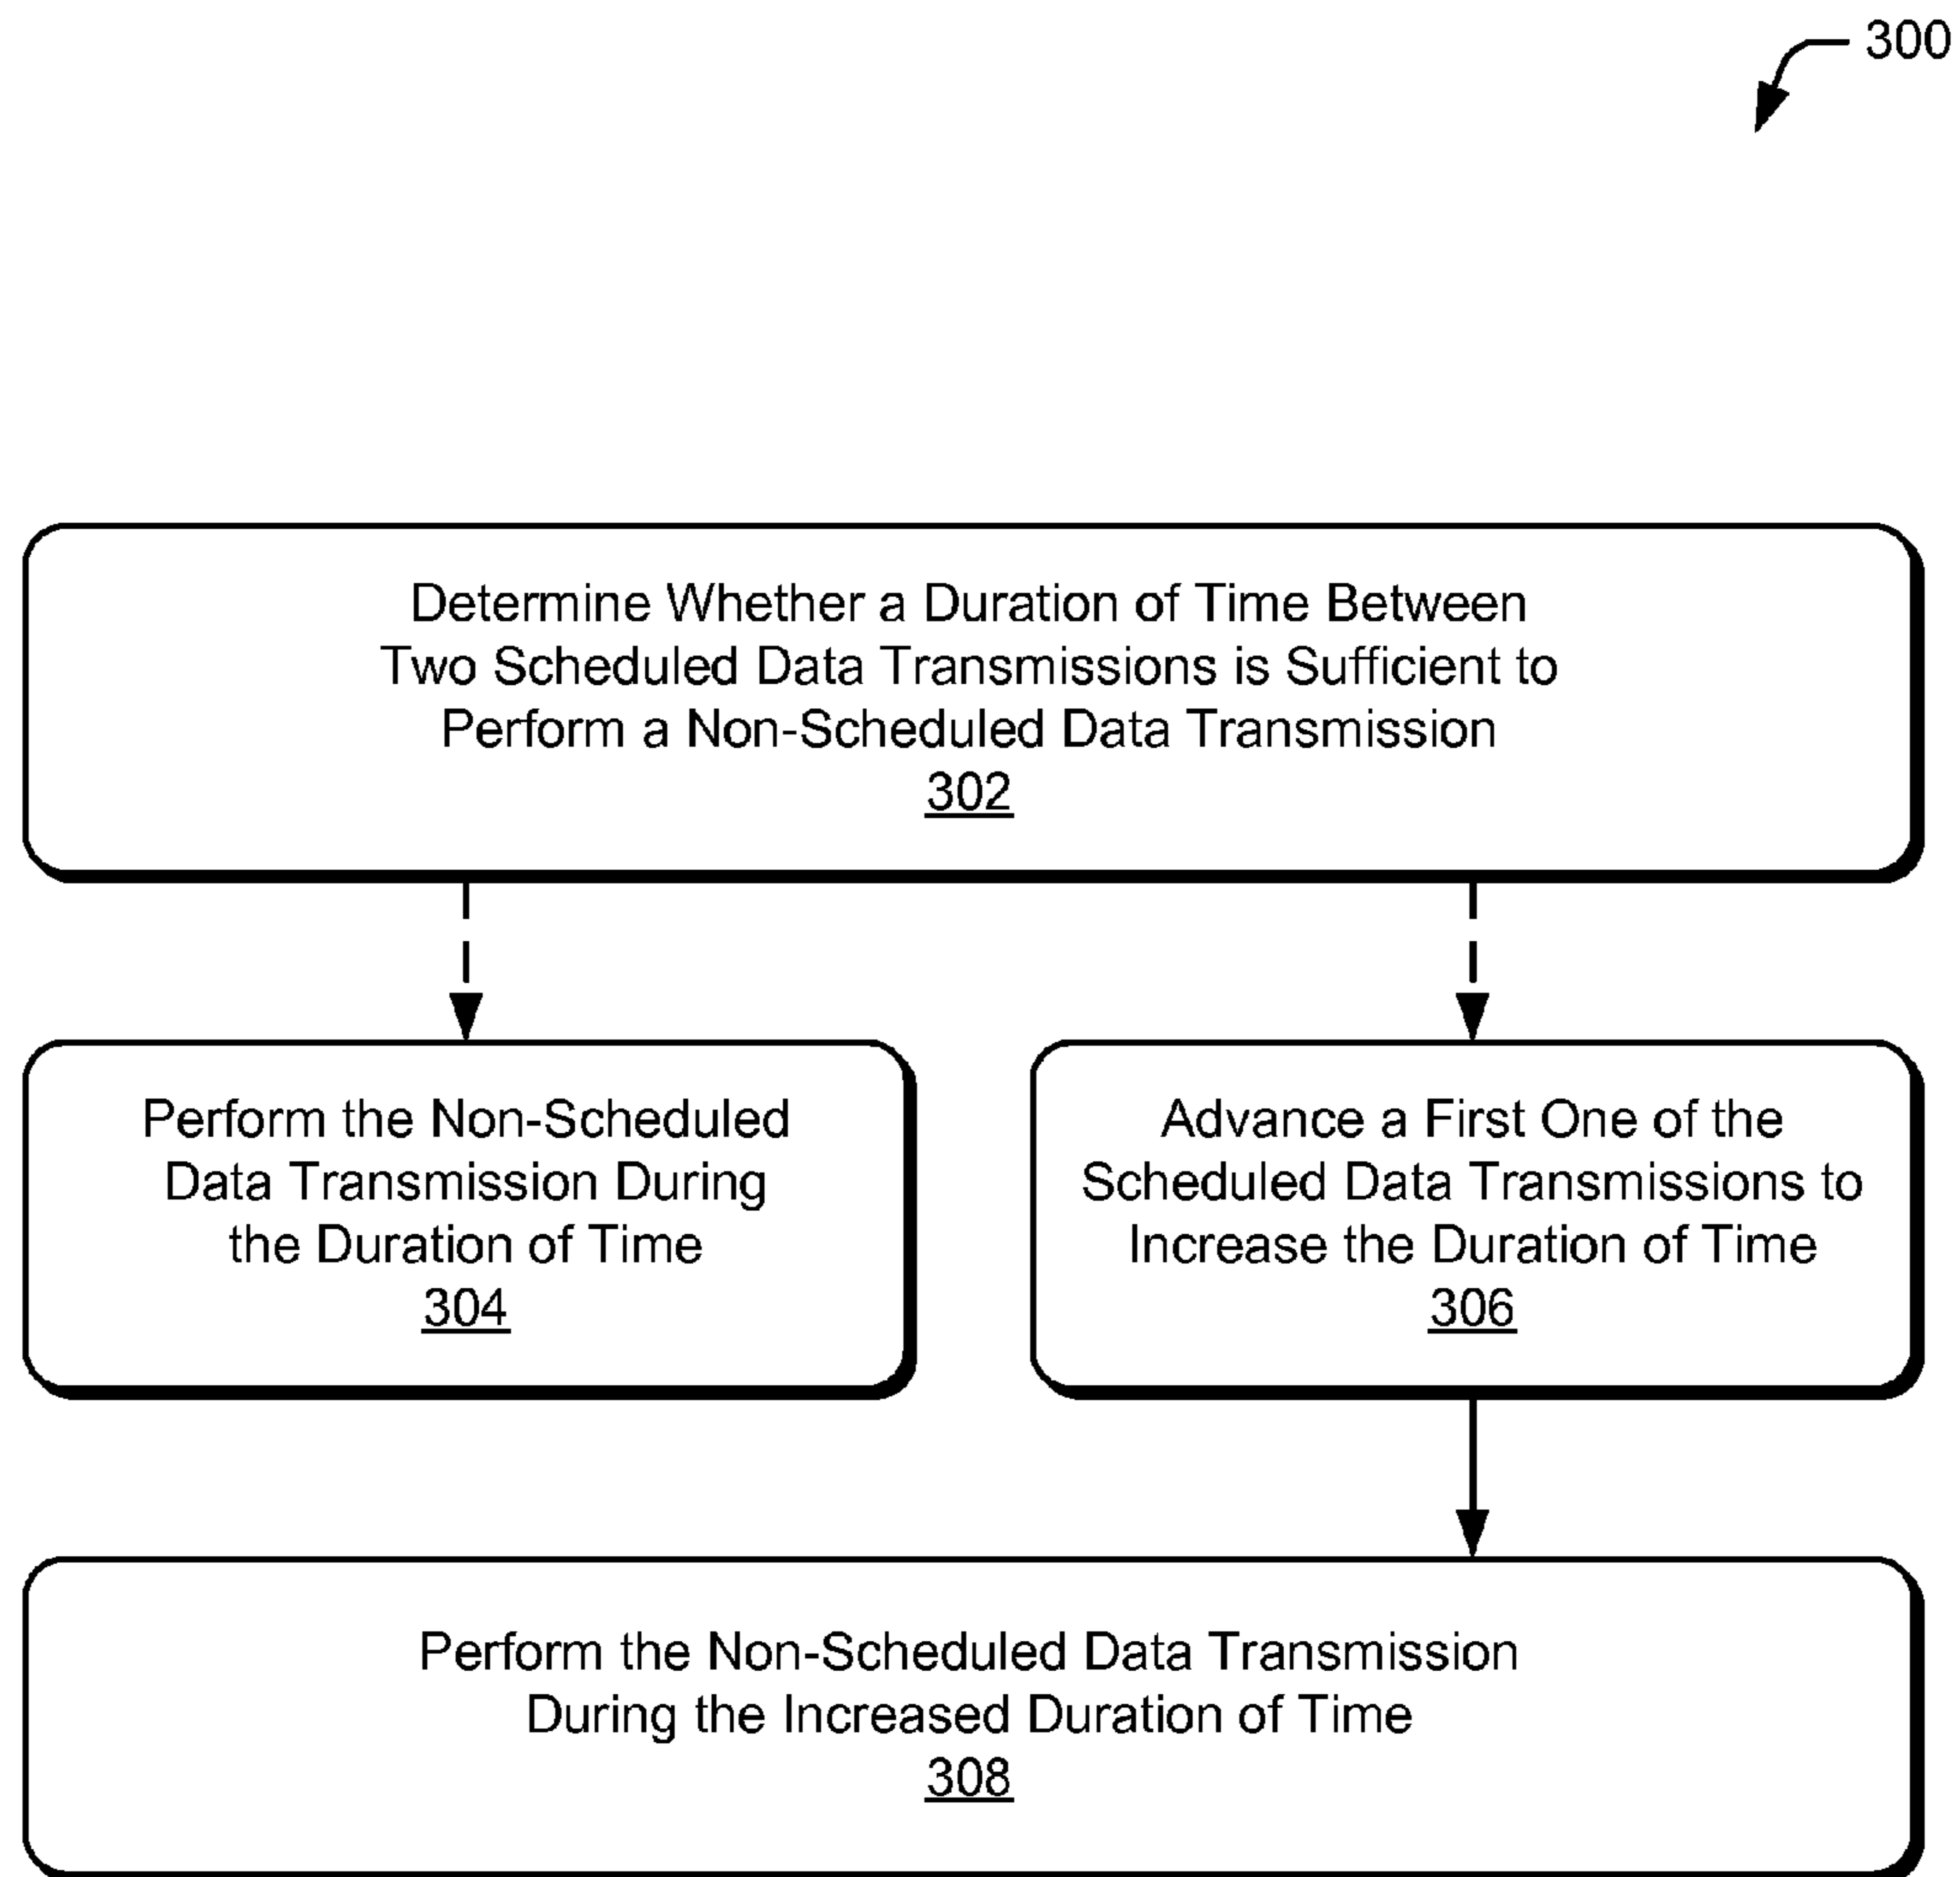 300
Determine Whether a Duration of Time Between
Two Scheduled Data Transmissions is Sufficient to
Perform a Non-Scheduled Data Transmission
302
Perform the Non-Scheduled
Data Transmission During
the Duration of Time
304
Advance a First One of the
Scheduled Data Transmissions to
Increase the Duration of Time
306
Perform the Non-Scheduled Data Transmission
During the Increased Duration of Time
308